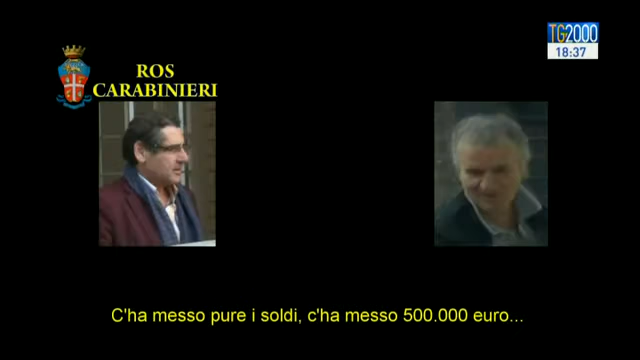 TG2000
18:37
ROS
CARABINIERI
C'ha messo pure i soldi, c'ha messo 500.000 euro...